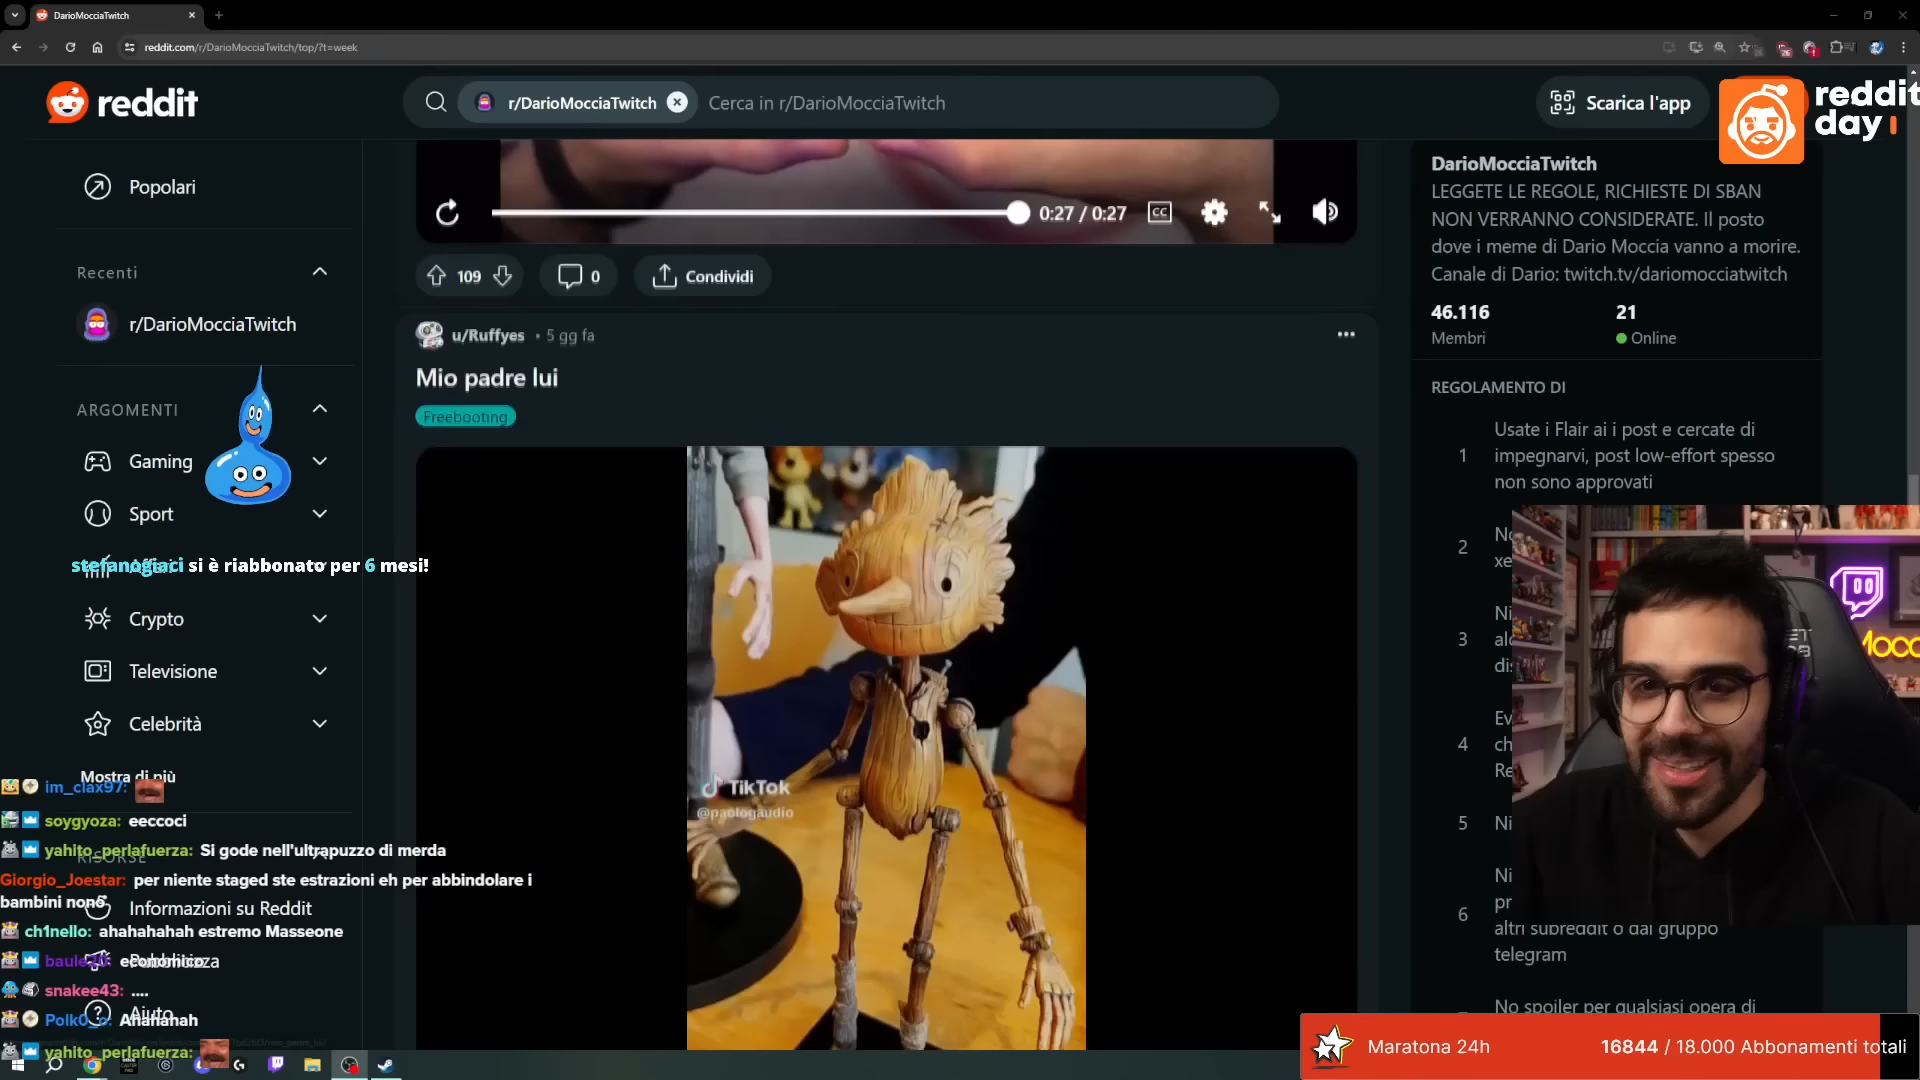 DarioMocciaTwitch
reddit.com/r/DarioMocciaTwitch/top/?t=week
reddit
r/DarioMocciaTwitch
Cerca in r/DarioMocciaTwitch
Scarica l'app
reddit
day
Popolari
Recenti
r/DarioMocciaTwitch
ARGOMENTI
Gaming
Sport
stefanogiaci si è riabbonato per 6 mesi!
Crypto
Televisione
Celebrità
Mostra di più
RISORSE
Informazioni su Reddit
Pubblicizza
Aiuto
im_clax97:
soygyoza: eeccoci
yahito_perlafuerza: Si gode nell'ultrapuzzo di merda
Giorgio_Joestar: per niente staged ste estrazioni eh per abbindolare i
bambini nono
ch1nello: ahahahahah estremo Masseone
snakee43: ....
Polk0_o: Ahahahah
yahito_perlafuerza:
0:27 / 0:27
CC
109
0
Condividi
u/Ruffyes • 5 gg fa
Mio padre lui
Freebooting
TikTok
@paologaudio
DarioMocciaTwitch
LEGGETE LE REGOLE, RICHIESTE DI SBAN
NON VERRANNO CONSIDERATE. Il posto
dove i meme di Dario Moccia vanno a morire.
Canale di Dario: twitch.tv/dariomocciatwitch
46.116
Membri
21
Online
REGOLAMENTO DI
1
Usate i Flair ai i post e cercate di
impegnarvi, post low-effort spesso
non sono approvati
2
3
4
5
6
altri subreddit o dal gruppo
telegram
No spoiler per qualsiasi opera di
Maratona 24h
16844 / 18.000 Abbonamenti totali